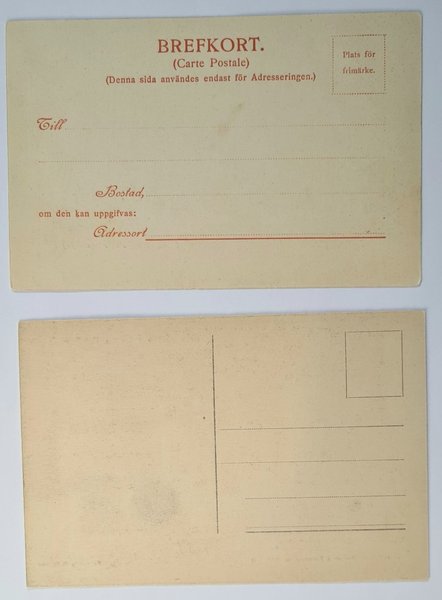 BREFKORT.
(Carte Postale)
(Denna sida användes endast för Adresseringen.)
Plats för
frimärke.
Till
Bostad,
om den kan uppgifvas:
Adressort